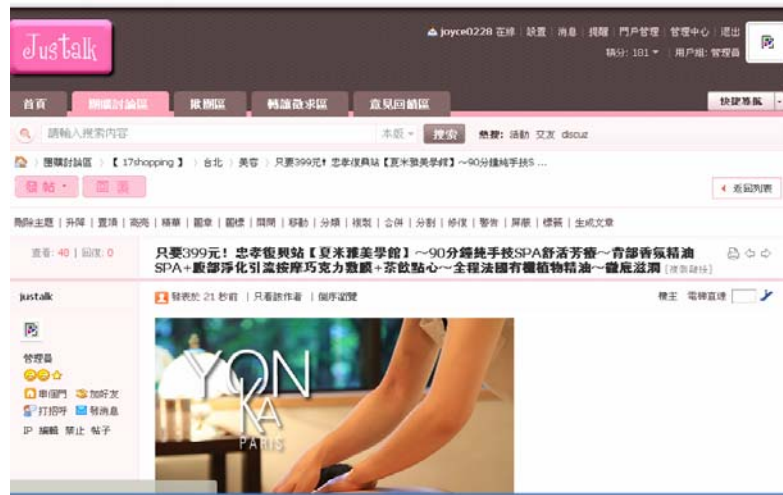 Justalk
joyce0228 在線 | 設置 | 消息 | 提醒 | 門戶管理 | 管理中心 | 退出
積分: 181 | 用戶組: 管理員
首頁 團購討論區 揪團區 轉讓徵求區 意見回饋區 快捷導航
請輸入搜索內容 本版 搜索 熱搜: 活動 交友 discuz
團購討論區 〉 【 17shopping 】 〉 台北 〉 美容 〉 只要399元! 忠孝復興站【夏米雅美學館】~90分鐘純手技S ...
發帖 回覆 返回列表
刪除主題 | 升降 | 置頂 | 高亮 | 精華 | 圖章 | 圖標 | 關閉 | 移動 | 分類 | 複製 | 合併 | 分割 | 修復 | 警告 | 屏蔽 | 標籤 | 生成文章
查看: 40 | 回復: 0
只要399元! 忠孝復興站【夏米雅美學館】~90分鐘純手技SPA舒活芳療~背部香氛精油
SPA+腹部淨化引流按摩巧克力敷膜+茶飲點心~全程法國有機植物精油~徹底滋潤 [複製鏈接]
justalk
發表於 21 秒前 | 只看該作者 | 倒序瀏覽 樓主 電梯直達
管理員
串個門 加好友
打招呼 發消息
IP 編輯 禁止 帖子
YON
KA
PARIS